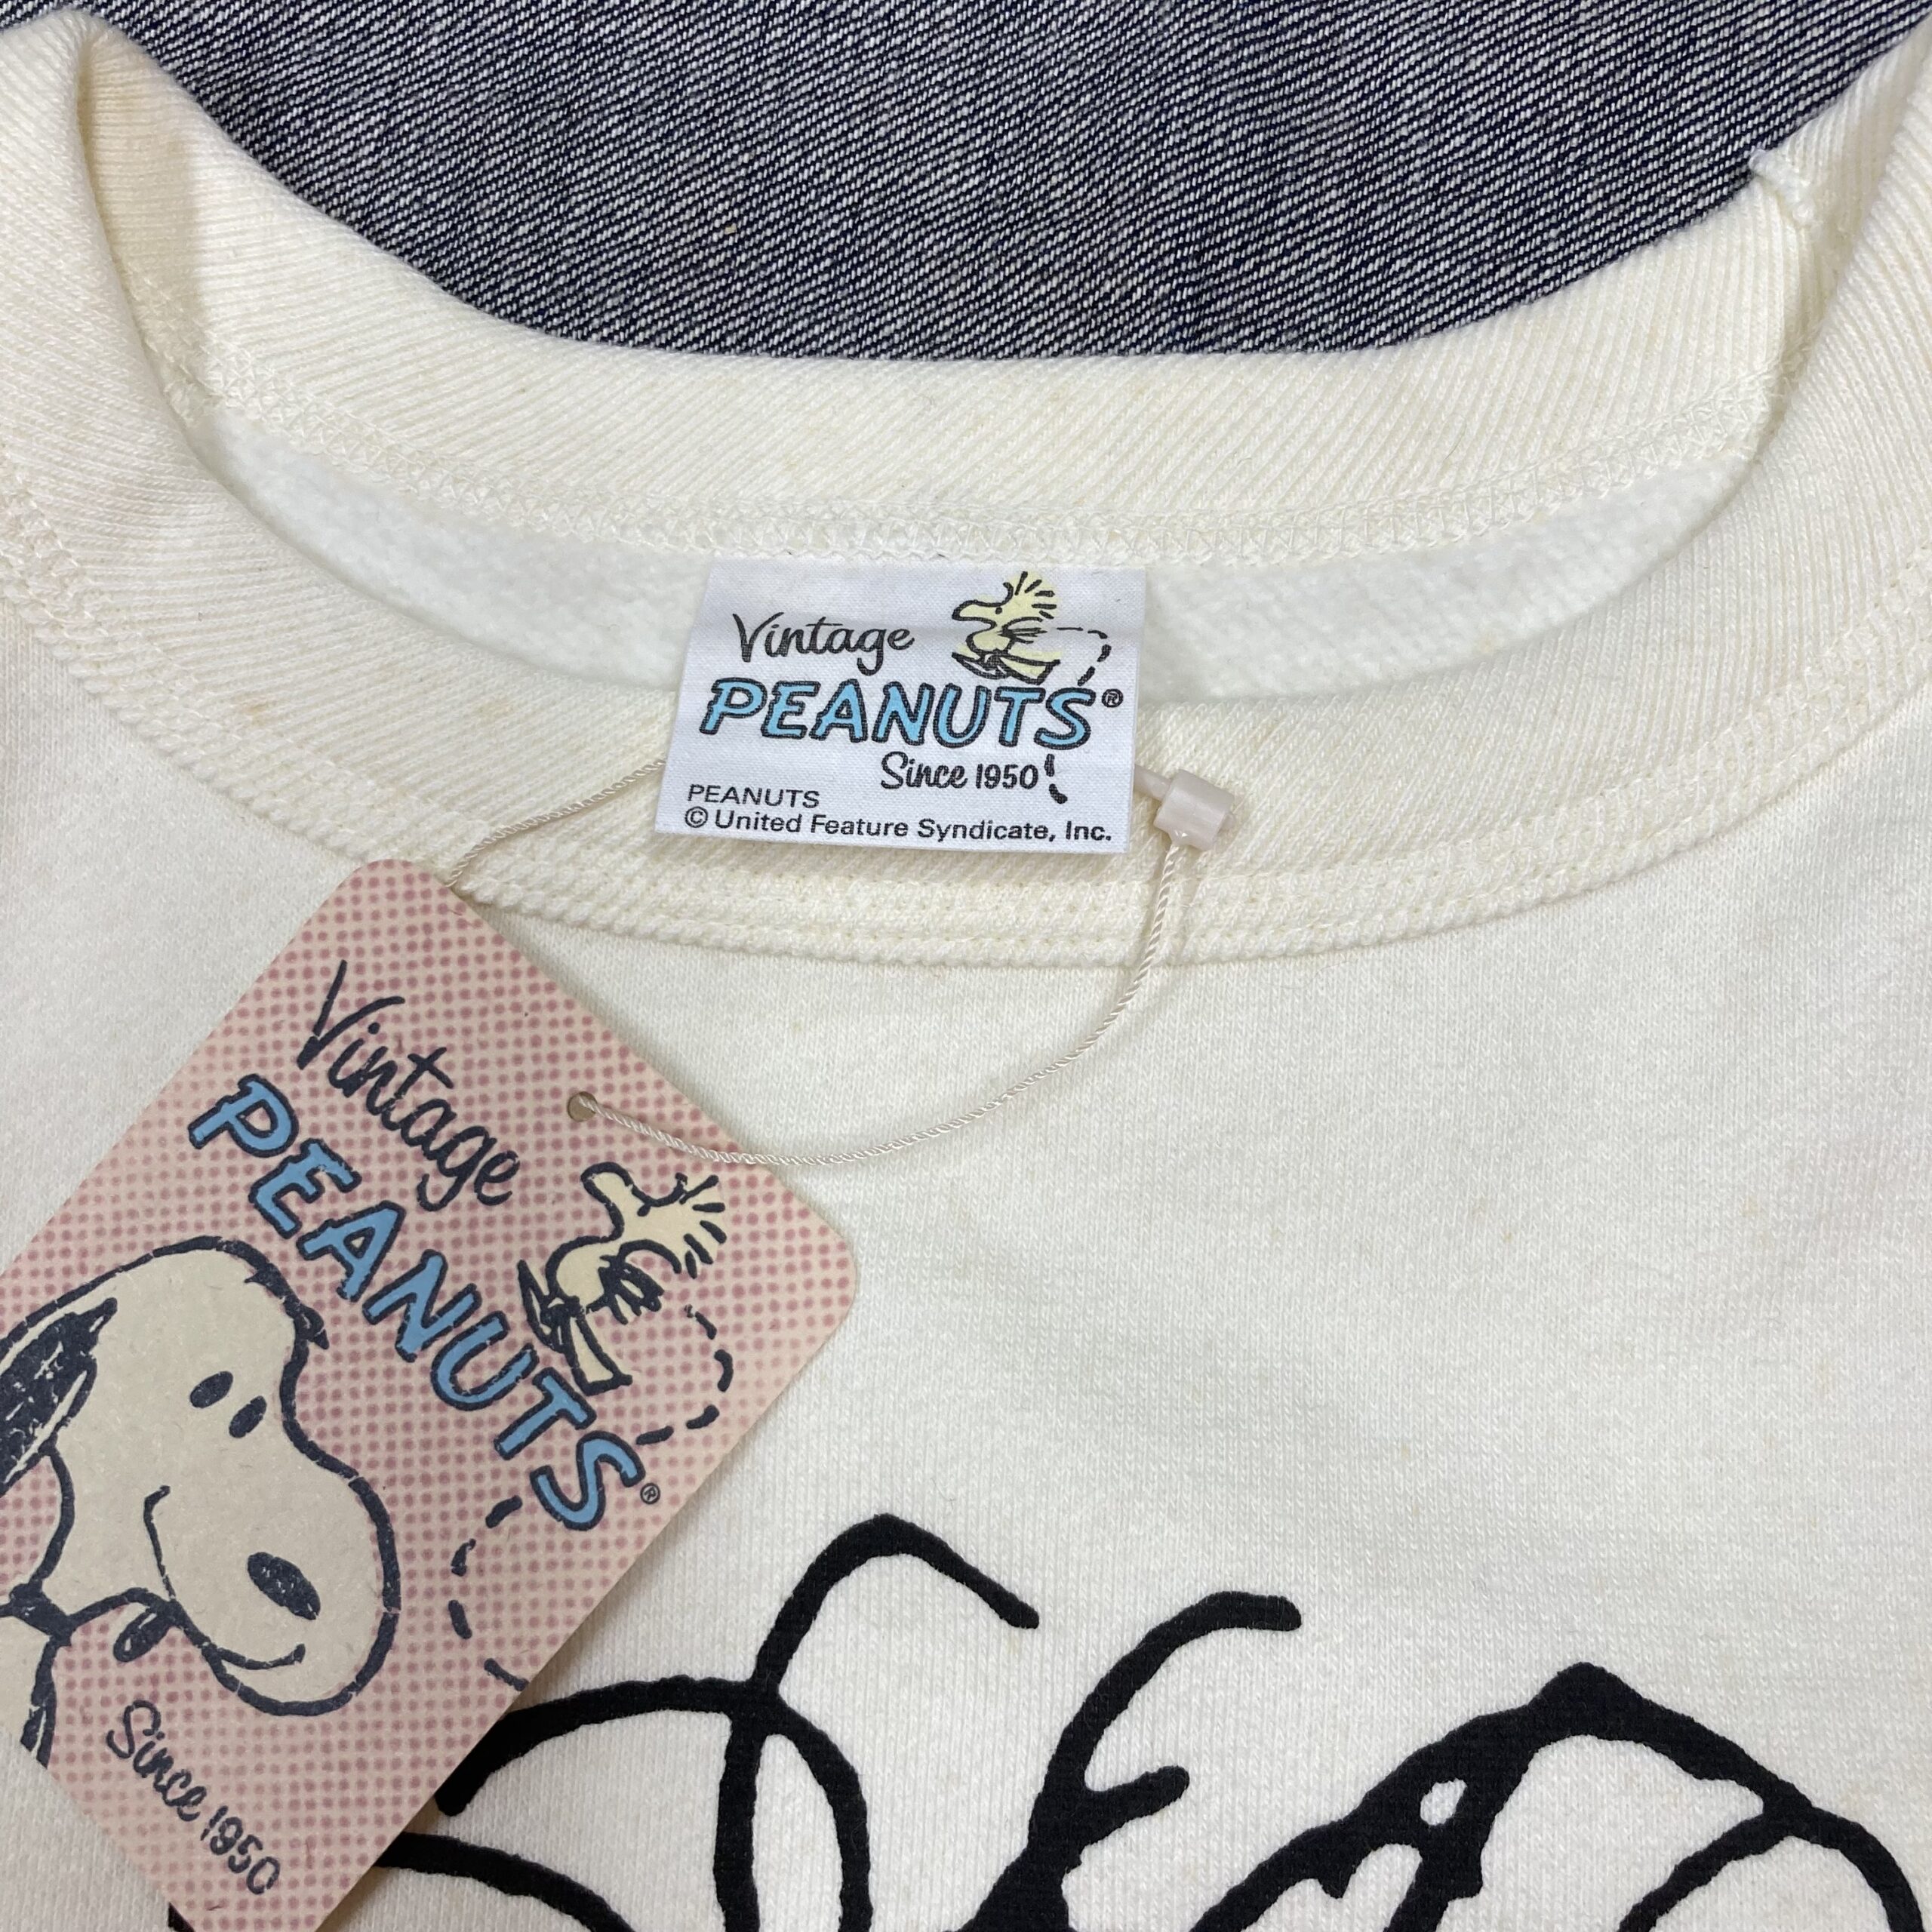 Vintage
PEANUTS®
Since 1950
PEANUTS
© United Feature Syndicate, Inc.
Vintage
PEANUTS®
Since 1950